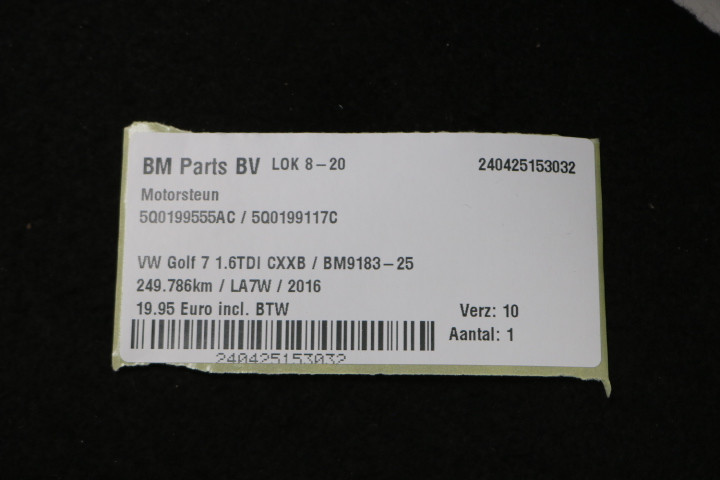 BM Parts BV LOK 8-20 240425153032
Motorsteun
5Q0199555AC / 5Q0199117C
VW Golf 7 1.6TDI CXXB / BM9183-25
249.786km / LA7W / 2016
19.95 Euro incl. BTW Verz: 10
Aantal: 1
240425153032